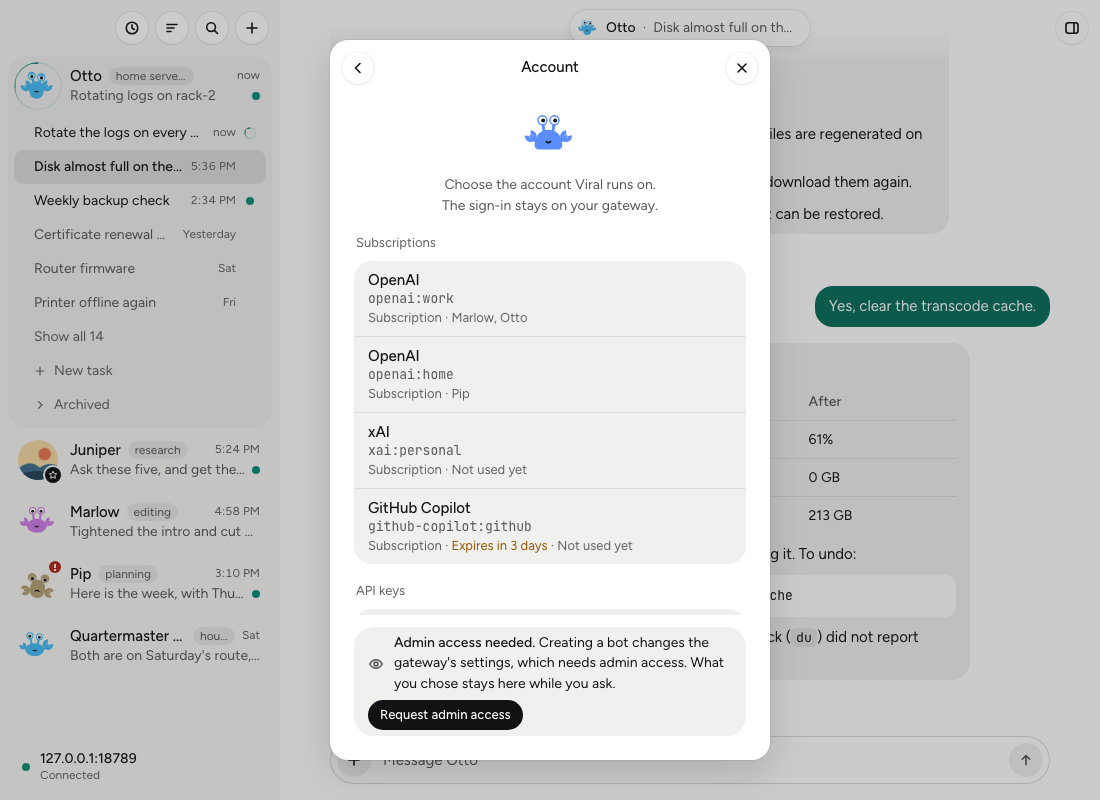 Otto home serve... now
Rotating logs on rack-2
Rotate the logs on every ... now
Disk almost full on the... 5:36 PM
Weekly backup check 2:34 PM
Certificate renewal ... Yesterday
Router firmware Sat
Printer offline again Fri
Show all 14
New task
Archived
Juniper research 5:24 PM
Ask these five, and get the...
Marlow editing 4:58 PM
Tightened the intro and cut ...
Pip planning 3:10 PM
Here is the week, with Thu...
Quartermaster ... hou... Sat
Both are on Saturday's route,...
127.0.0.1:18789
Connected
Otto · Disk almost full on th...
Account
Choose the account Viral runs on.
The sign-in stays on your gateway.
Subscriptions
OpenAI
openai:work
Subscription · Marlow, Otto
OpenAI
openai:home
Subscription · Pip
xAI
xai:personal
Subscription · Not used yet
GitHub Copilot
github-copilot:github
Subscription · Expires in 3 days · Not used yet
API keys
Admin access needed. Creating a bot changes the
gateway's settings, which needs admin access. What
you chose stays here while you ask.
Request admin access
are regenerated on
download them again.
can be restored.
Yes, clear the transcode cache.
After
61%
0 GB
213 GB
it. To undo:
(du) did not report
Message Otto